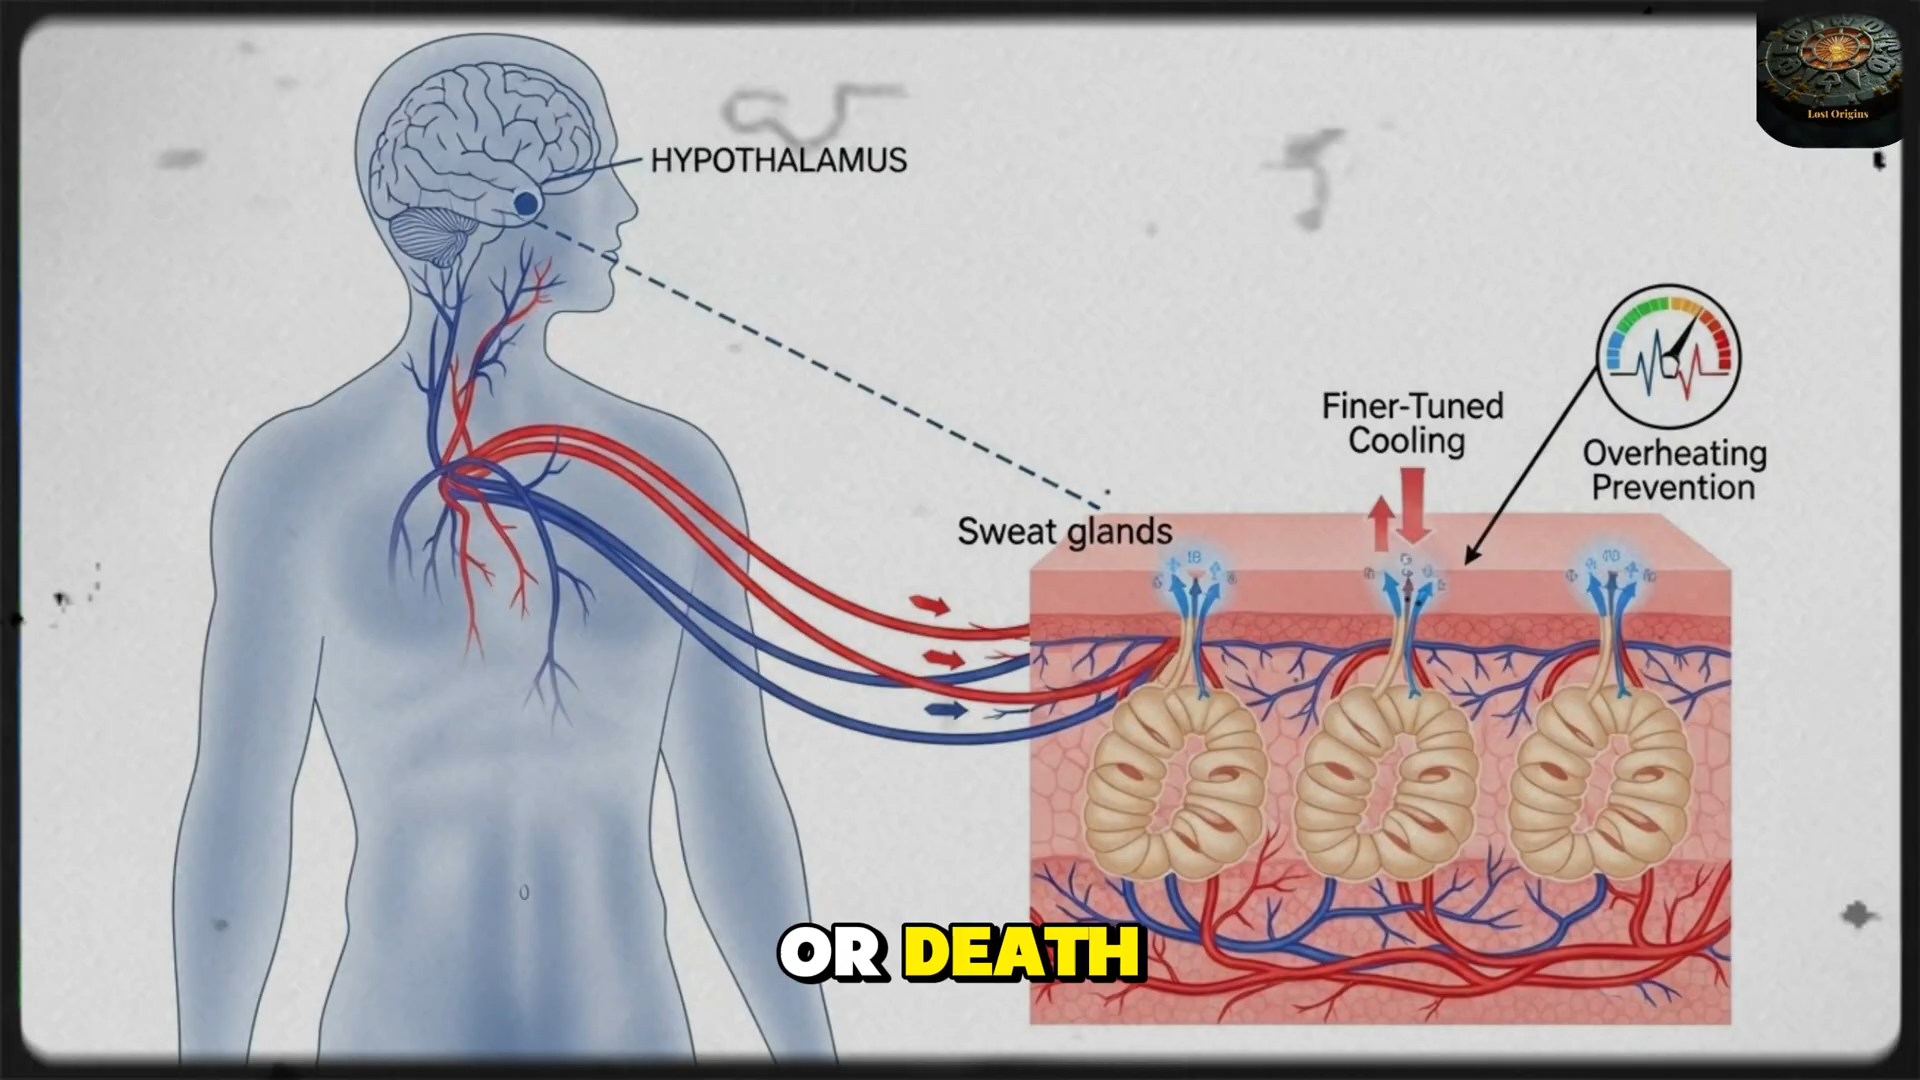 Lost Origins
HYPOTHALAMUS
Finer-Tuned
Cooling
Overheating
Prevention
Sweat glands
OR DEATH